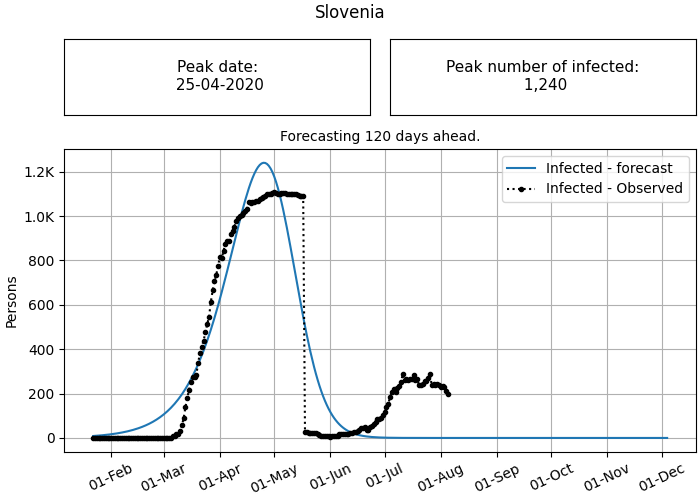 Slovenia
Peak date:
25-04-2020
Peak number of infected:
1,240
Forecasting 120 days ahead.
Infected - forecast
Infected - Observed
1.2K
1.0K
800
600
400
200
0
Persons
01-Feb
01-Mar
01-Apr
01-May
01-Jun
01-Jul
01-Aug
01-Sep
01-Oct
01-Nov
01-Dec